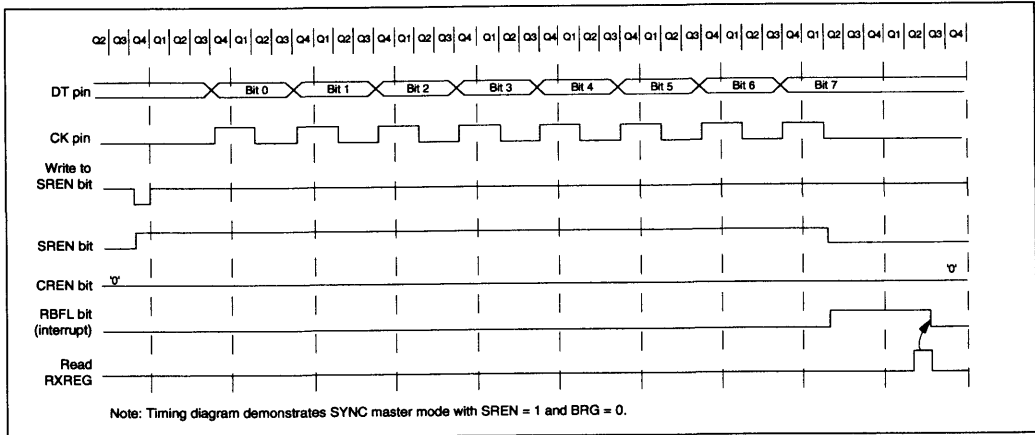 Q2 Q3 Q4 Q1 Q2 Q3 Q4 Q1 Q2 Q3 Q4 Q1 Q2 Q3 Q4 Q1 Q2 Q3 Q4 Q1 Q2 Q3 Q4 Q1 Q2 Q3 Q4 Q1 Q2 Q3 Q4 Q1 Q2 Q3 Q4 Q1 Q2 Q3 Q4 Q1 Q2 Q3 Q4
DT pin Bit 0 Bit 1 Bit 2 Bit 3 Bit 4 Bit 5 Bit 6 Bit 7
CK pin
Write to
SREN bit
SREN bit
CREN bit '0' '0'
RBFL bit
(interrupt)
Read
RXREG
Note: Timing diagram demonstrates SYNC master mode with SREN = 1 and BRG = 0.